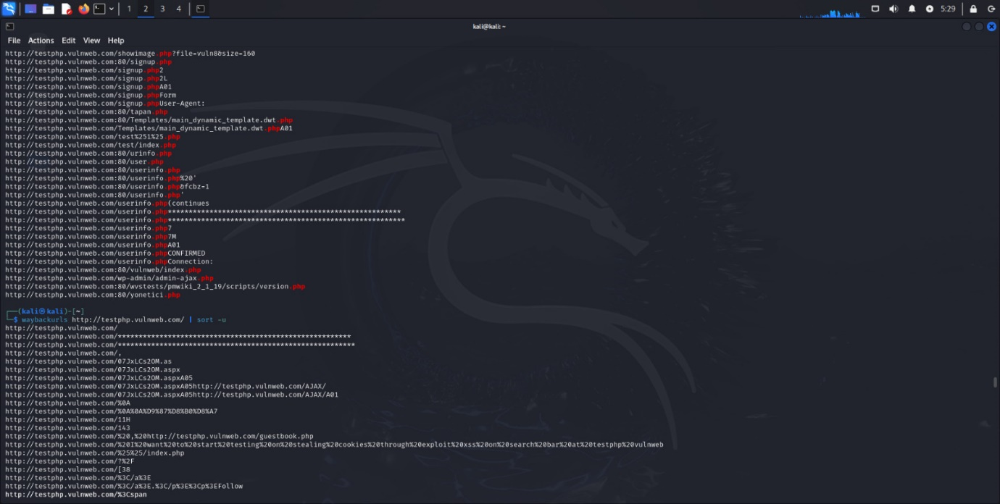 1 2 3 4 5:29
kali@kali: ~
File Actions Edit View Help
http://testphp.vulnweb.com/showimage.php?file=vuln8&size=160
http://testphp.vulnweb.com:80/signup.php
http://testphp.vulnweb.com/signup.php2
http://testphp.vulnweb.com/signup.php2L
http://testphp.vulnweb.com/signup.phpA01
http://testphp.vulnweb.com/signup.phpForm
http://testphp.vulnweb.com/signup.phpUser-Agent:
http://testphp.vulnweb.com:80/tapan.php
http://testphp.vulnweb.com:80/Templates/main_dynamic_template.dwt.php
http://testphp.vulnweb.com/Templates/main_dynamic_template.dwt.phpA01
http://testphp.vulnweb.com/test%251%25.php
http://testphp.vulnweb.com/test/index.php
http://testphp.vulnweb.com:80/urinfo.php
http://testphp.vulnweb.com:80/user.php
http://testphp.vulnweb.com:80/userinfo.php
http://testphp.vulnweb.com:80/userinfo.php%20'
http://testphp.vulnweb.com:80/userinfo.php&fcbz=1
http://testphp.vulnweb.com:80/userinfo.php'
http://testphp.vulnweb.com/userinfo.php(continues
http://testphp.vulnweb.com/userinfo.php********************************************************
http://testphp.vulnweb.com/userinfo.php*********************************************************
http://testphp.vulnweb.com/userinfo.php7
http://testphp.vulnweb.com/userinfo.php7M
http://testphp.vulnweb.com/userinfo.phpA01
http://testphp.vulnweb.com/userinfo.phpCONFIRMED
http://testphp.vulnweb.com/userinfo.phpConnection:
http://testphp.vulnweb.com:80/vulnweb/index.php
http://testphp.vulnweb.com/wp-admin/admin-ajax.php
http://testphp.vulnweb.com:80/wvstests/pmwiki_2_1_19/scripts/version.php
http://testphp.vulnweb.com:80/yonetici.php
┌──(kali㉿kali)-[~]
└─$ waybackurls http://testphp.vulnweb.com/ | sort -u
http://testphp.vulnweb.com/
http://testphp.vulnweb.com/********************************************************
http://testphp.vulnweb.com/*********************************************************
http://testphp.vulnweb.com/,
http://testphp.vulnweb.com/07JxLCs2OM.as
http://testphp.vulnweb.com/07JxLCs2OM.aspx
http://testphp.vulnweb.com/07JxLCs2OM.aspxA05
http://testphp.vulnweb.com/07JxLCs2OM.aspxA05http://testphp.vulnweb.com/AJAX/
http://testphp.vulnweb.com/07JxLCs2OM.aspxA05http://testphp.vulnweb.com/AJAX/A01
http://testphp.vulnweb.com/%0A
http://testphp.vulnweb.com/%0A%0A%D9%87%D8%B0%D8%A7
http://testphp.vulnweb.com/11H
http://testphp.vulnweb.com/143
http://testphp.vulnweb.com/%20,%20http://testphp.vulnweb.com/guestbook.php
http://testphp.vulnweb.com/%20I%20want%20to%20start%20testing%20on%20stealing%20cookies%20through%20exploit%20xss%20on%20search%20bar%20at%20testphp%20vulnweb
http://testphp.vulnweb.com/%25%25/index.php
http://testphp.vulnweb.com/?%2F
http://testphp.vulnweb.com/[38
http://testphp.vulnweb.com/%3C/a%3E
http://testphp.vulnweb.com/%3C/a%3E.%3C/p%3E%3Cp%3EFollow
http://testphp.vulnweb.com/%3Cspan